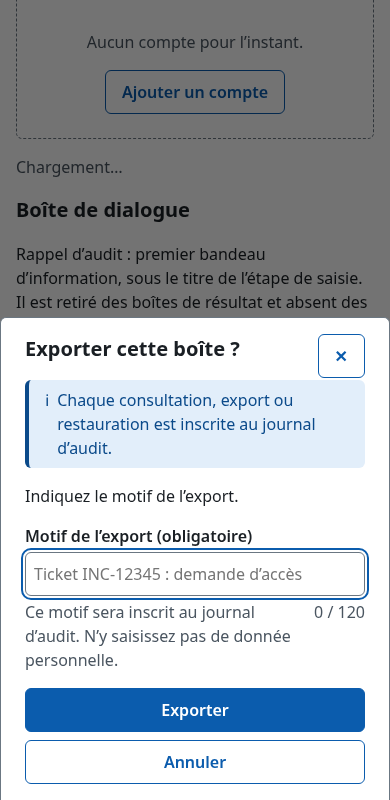 Aucun compte pour l’instant.
Ajouter un compte
Chargement…
Boîte de dialogue
Rappel d’audit : premier bandeau
d’information, sous le titre de l’étape de saisie.
Il est retiré des boîtes de résultat et absent des
Exporter cette boîte ?
×
i Chaque consultation, export ou
restauration est inscrite au journal
d’audit.
Indiquez le motif de l’export.
Motif de l’export (obligatoire)
Ticket INC-12345 : demande d’accès
Ce motif sera inscrit au journal 0 / 120
d’audit. N’y saisissez pas de donnée
personnelle.
Exporter
Annuler